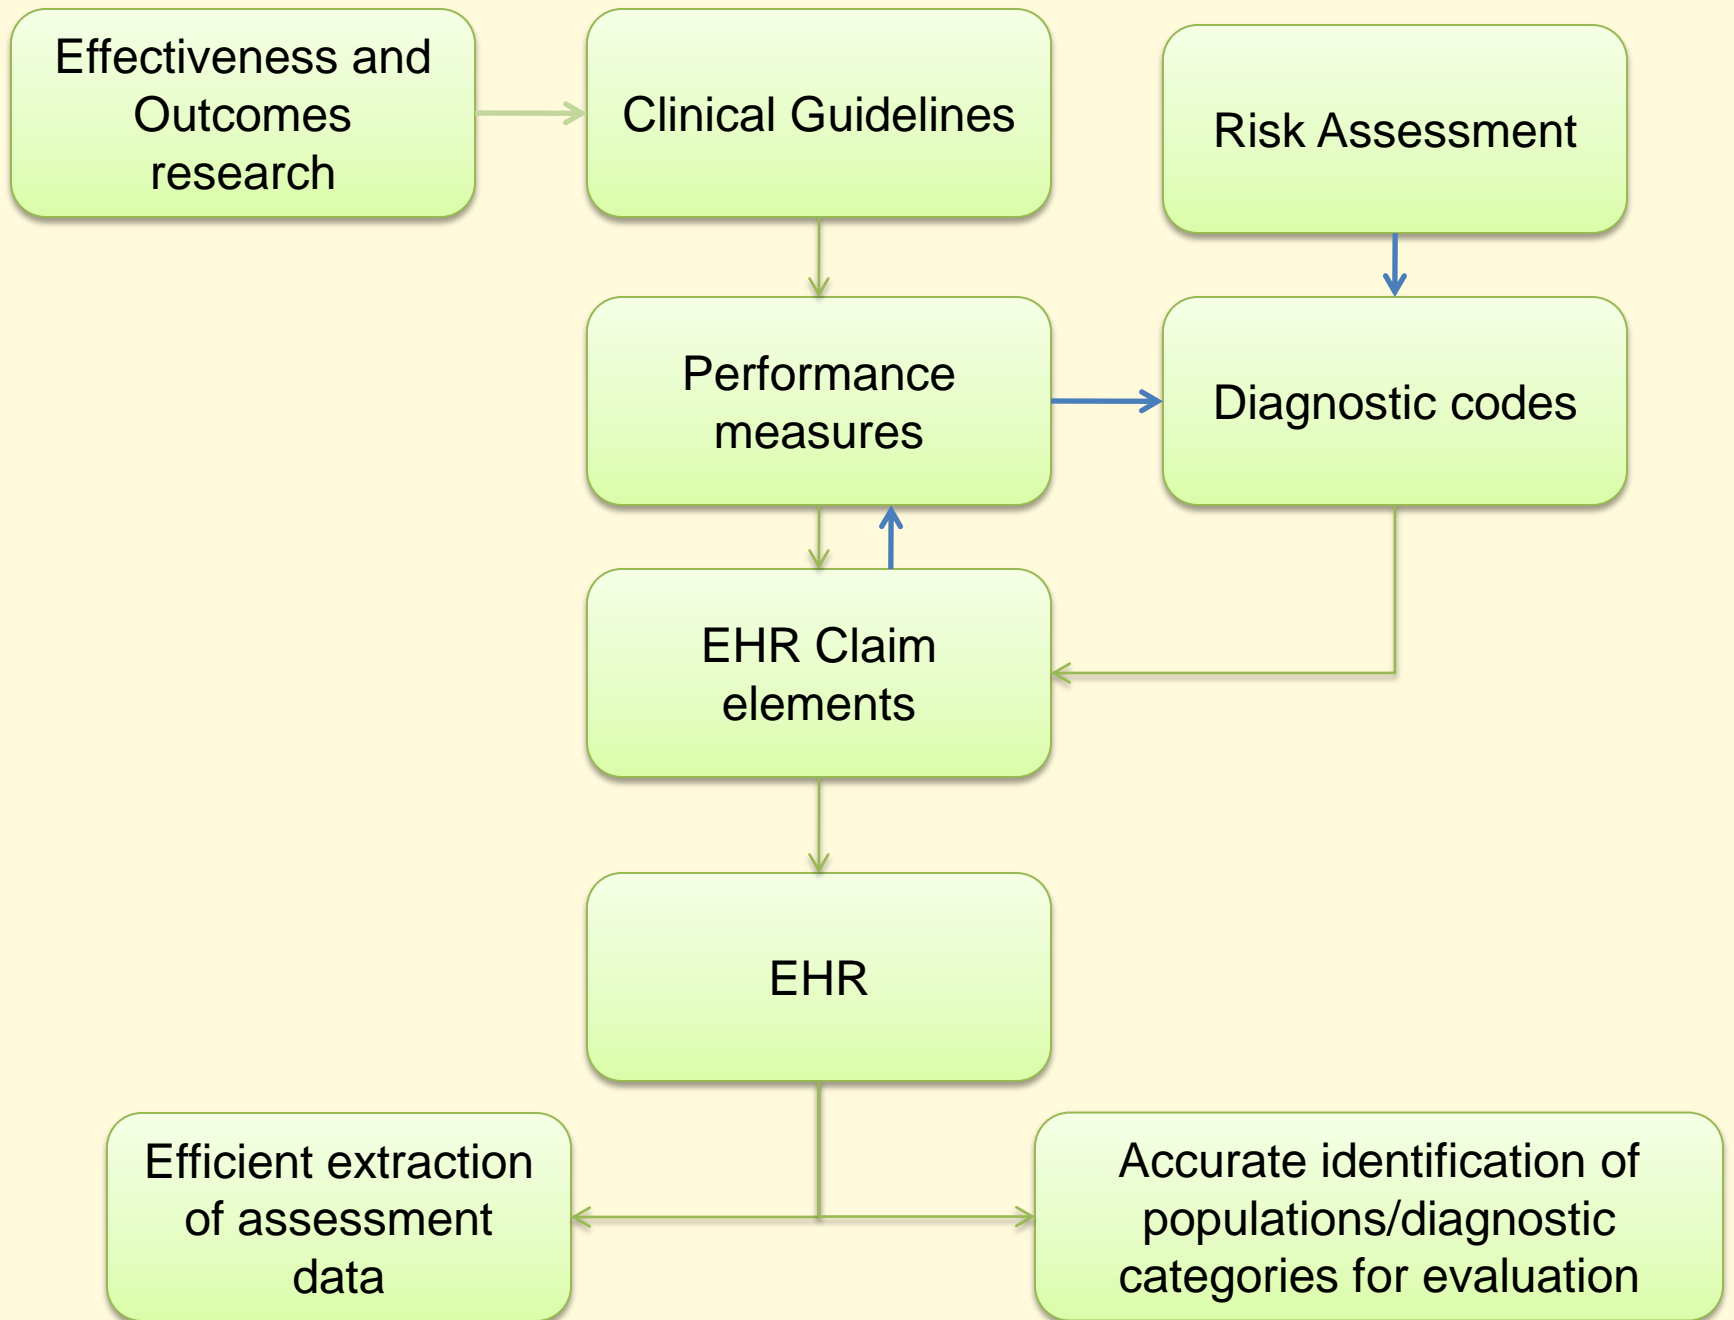 Effectiveness and
Outcomes
research
Clinical Guidelines
Risk Assessment
Performance
measures
Diagnostic codes
EHR Claim
elements
EHR
Efficient extraction
of assessment
data
Accurate identification of
populations/diagnostic
categories for evaluation